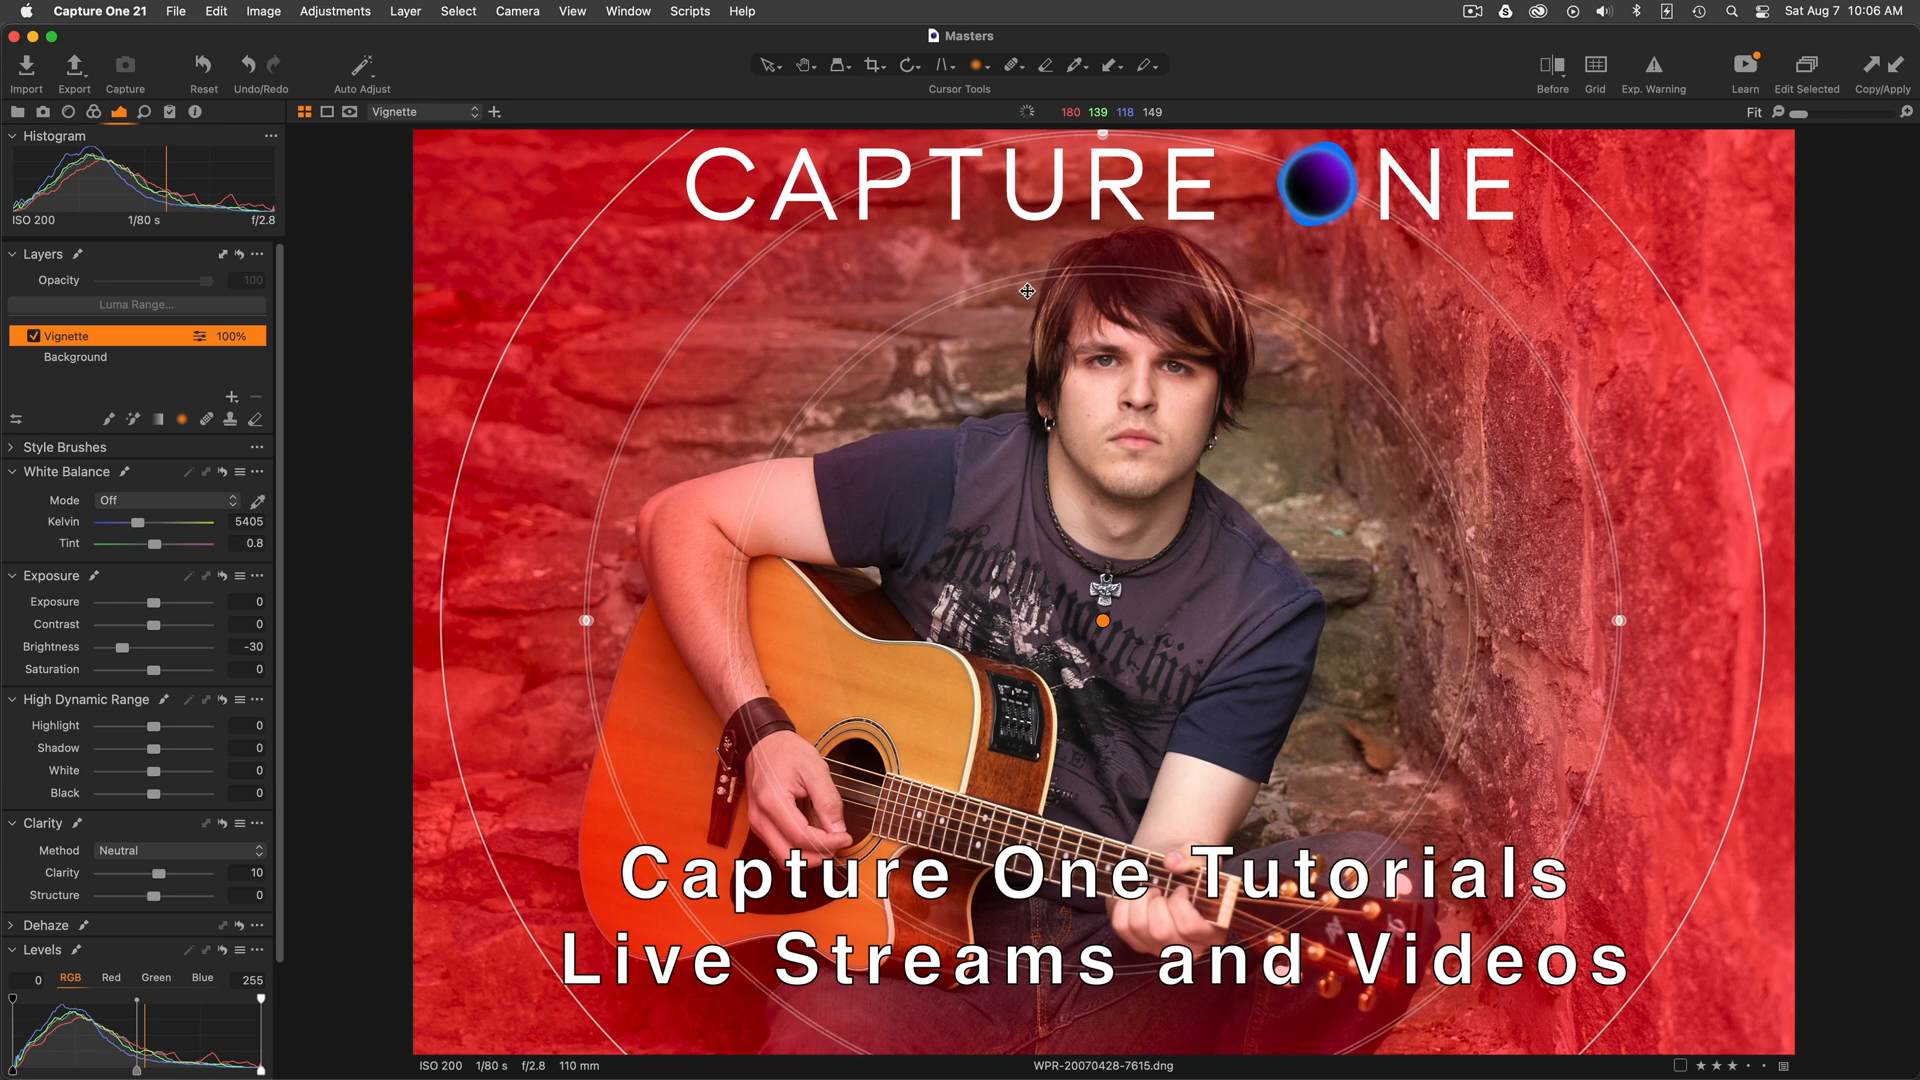 Capture One 21 File Edit Image Adjustments Layer Select Camera View Window Scripts Help Sat Aug 7 10:06 AM
Masters
Import Export Capture Reset Undo/Redo Auto Adjust Cursor Tools Before Grid Exp. Warning Learn Edit Selected Copy/Apply
Vignette 180 139 118 149 Fit
Histogram
ISO 200 1/80 s f/2.8
Layers
Opacity 100
Luma Range...
Vignette 100%
Background
Style Brushes
White Balance
Mode Off
Kelvin 5405
Tint 0.8
Exposure
Exposure 0
Contrast 0
Brightness -30
Saturation 0
High Dynamic Range
Highlight 0
Shadow 0
White 0
Black 0
Clarity
Method Neutral
Clarity 10
Structure 0
Dehaze
Levels
0 RGB Red Green Blue 255
CAPTURE ONE
Capture One Tutorials
Live Streams and Videos
ISO 200 1/80 s f/2.8 110 mm WPR-20070428-7615.dng